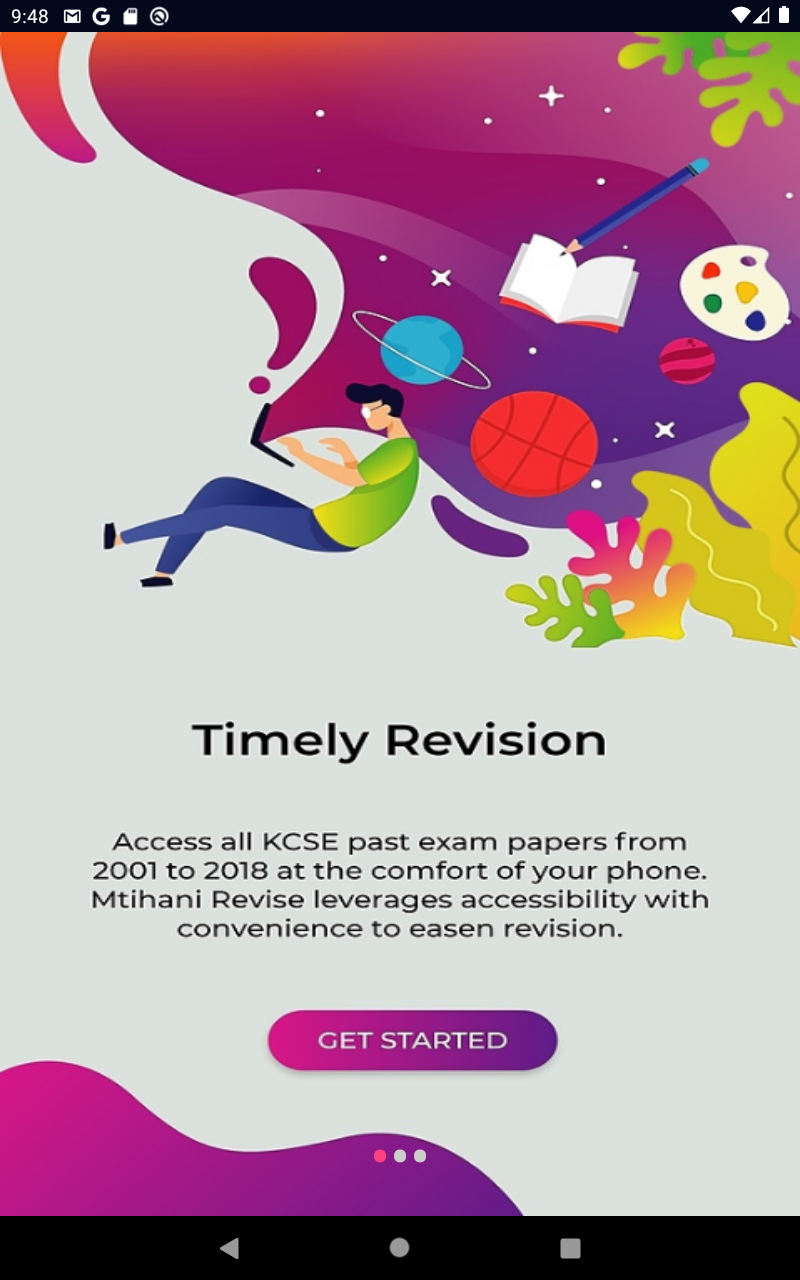 9:48
Timely Revision
Access all KCSE past exam papers from
2001 to 2018 at the comfort of your phone.
Mtihani Revise leverages accessibility with
convenience to easen revision.
GET STARTED